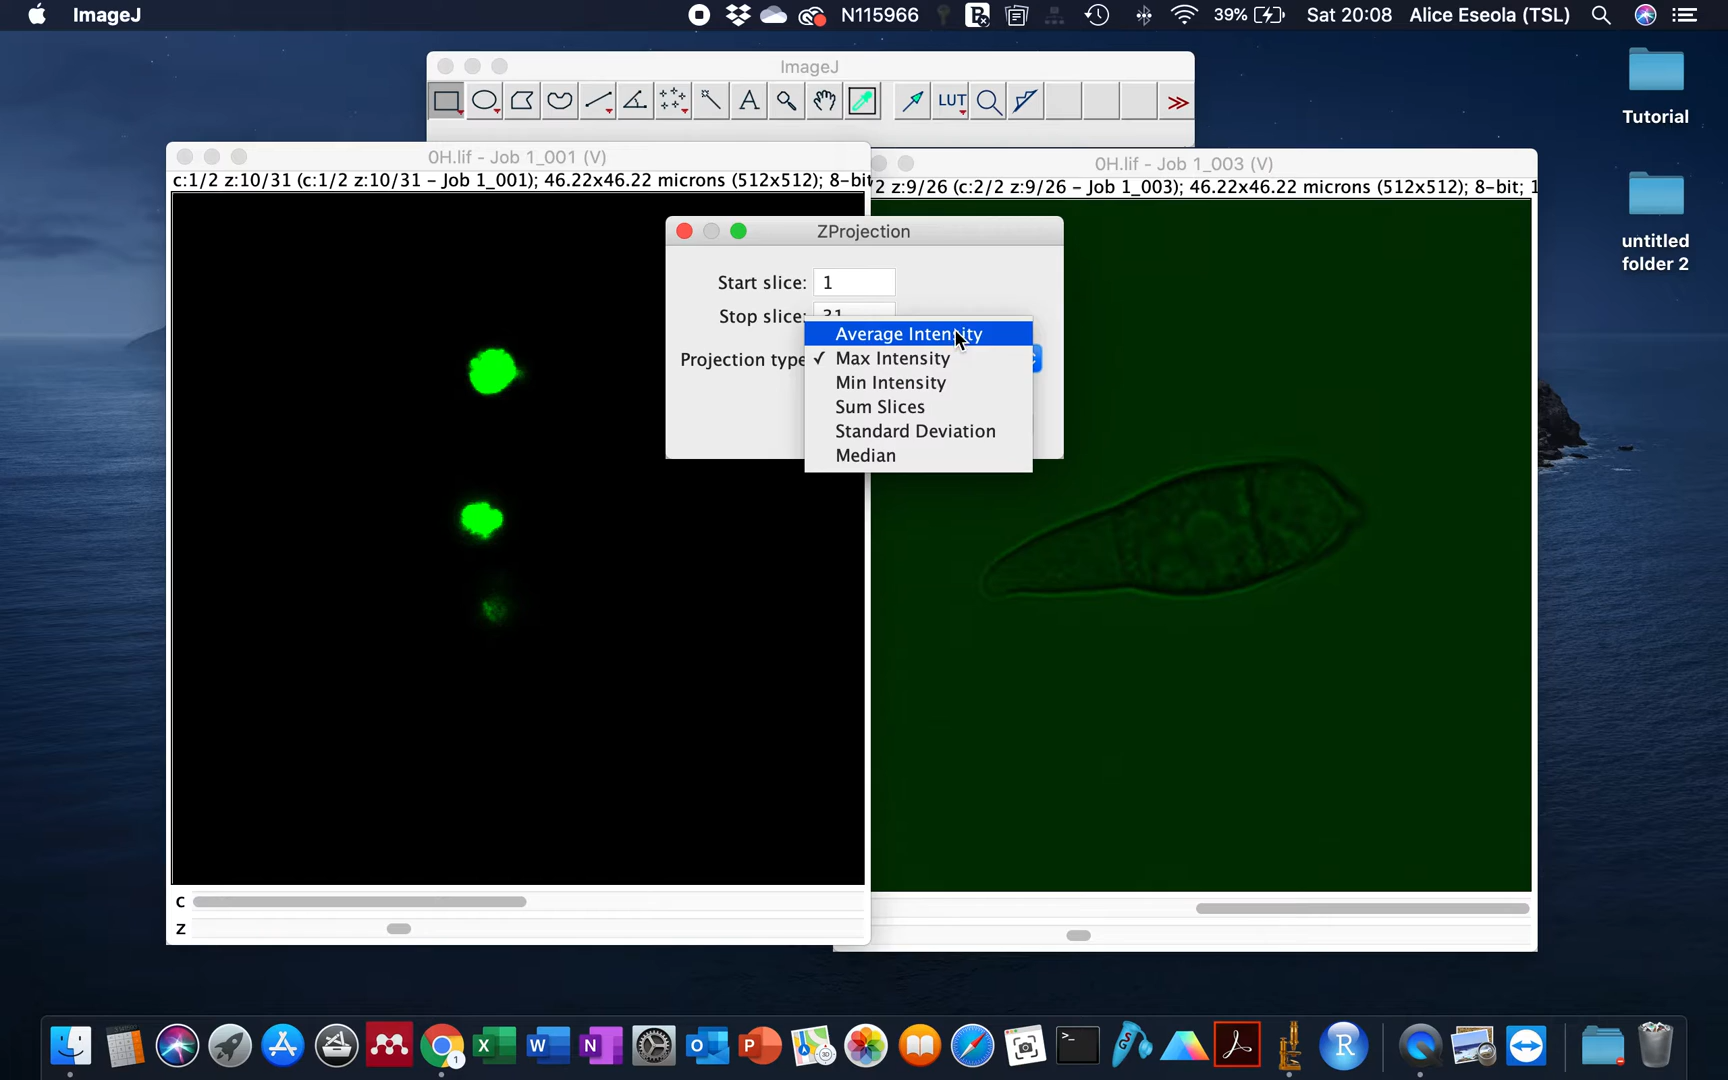 ImageJ
N115966
39%
Sat 20:08
Alice Eseola (TSL)
ImageJ
A
LUT
Tutorial
untitled
folder 2
0H.lif - Job 1_001 (V)
c:1/2 z:10/31 (c:1/2 z:10/31 - Job 1_001); 46.22x46.22 microns (512x512); 8-bit
0H.lif - Job 1_003 (V)
/2 z:9/26 (c:2/2 z:9/26 - Job 1_003); 46.22x46.22 microns (512x512); 8-bit; 1
ZProjection
Start slice: 1
Stop slice: 31
Projection type
Average Intensity
✓ Max Intensity
Min Intensity
Sum Slices
Standard Deviation
Median
C
Z
1
X
W
N
O
P
30
R